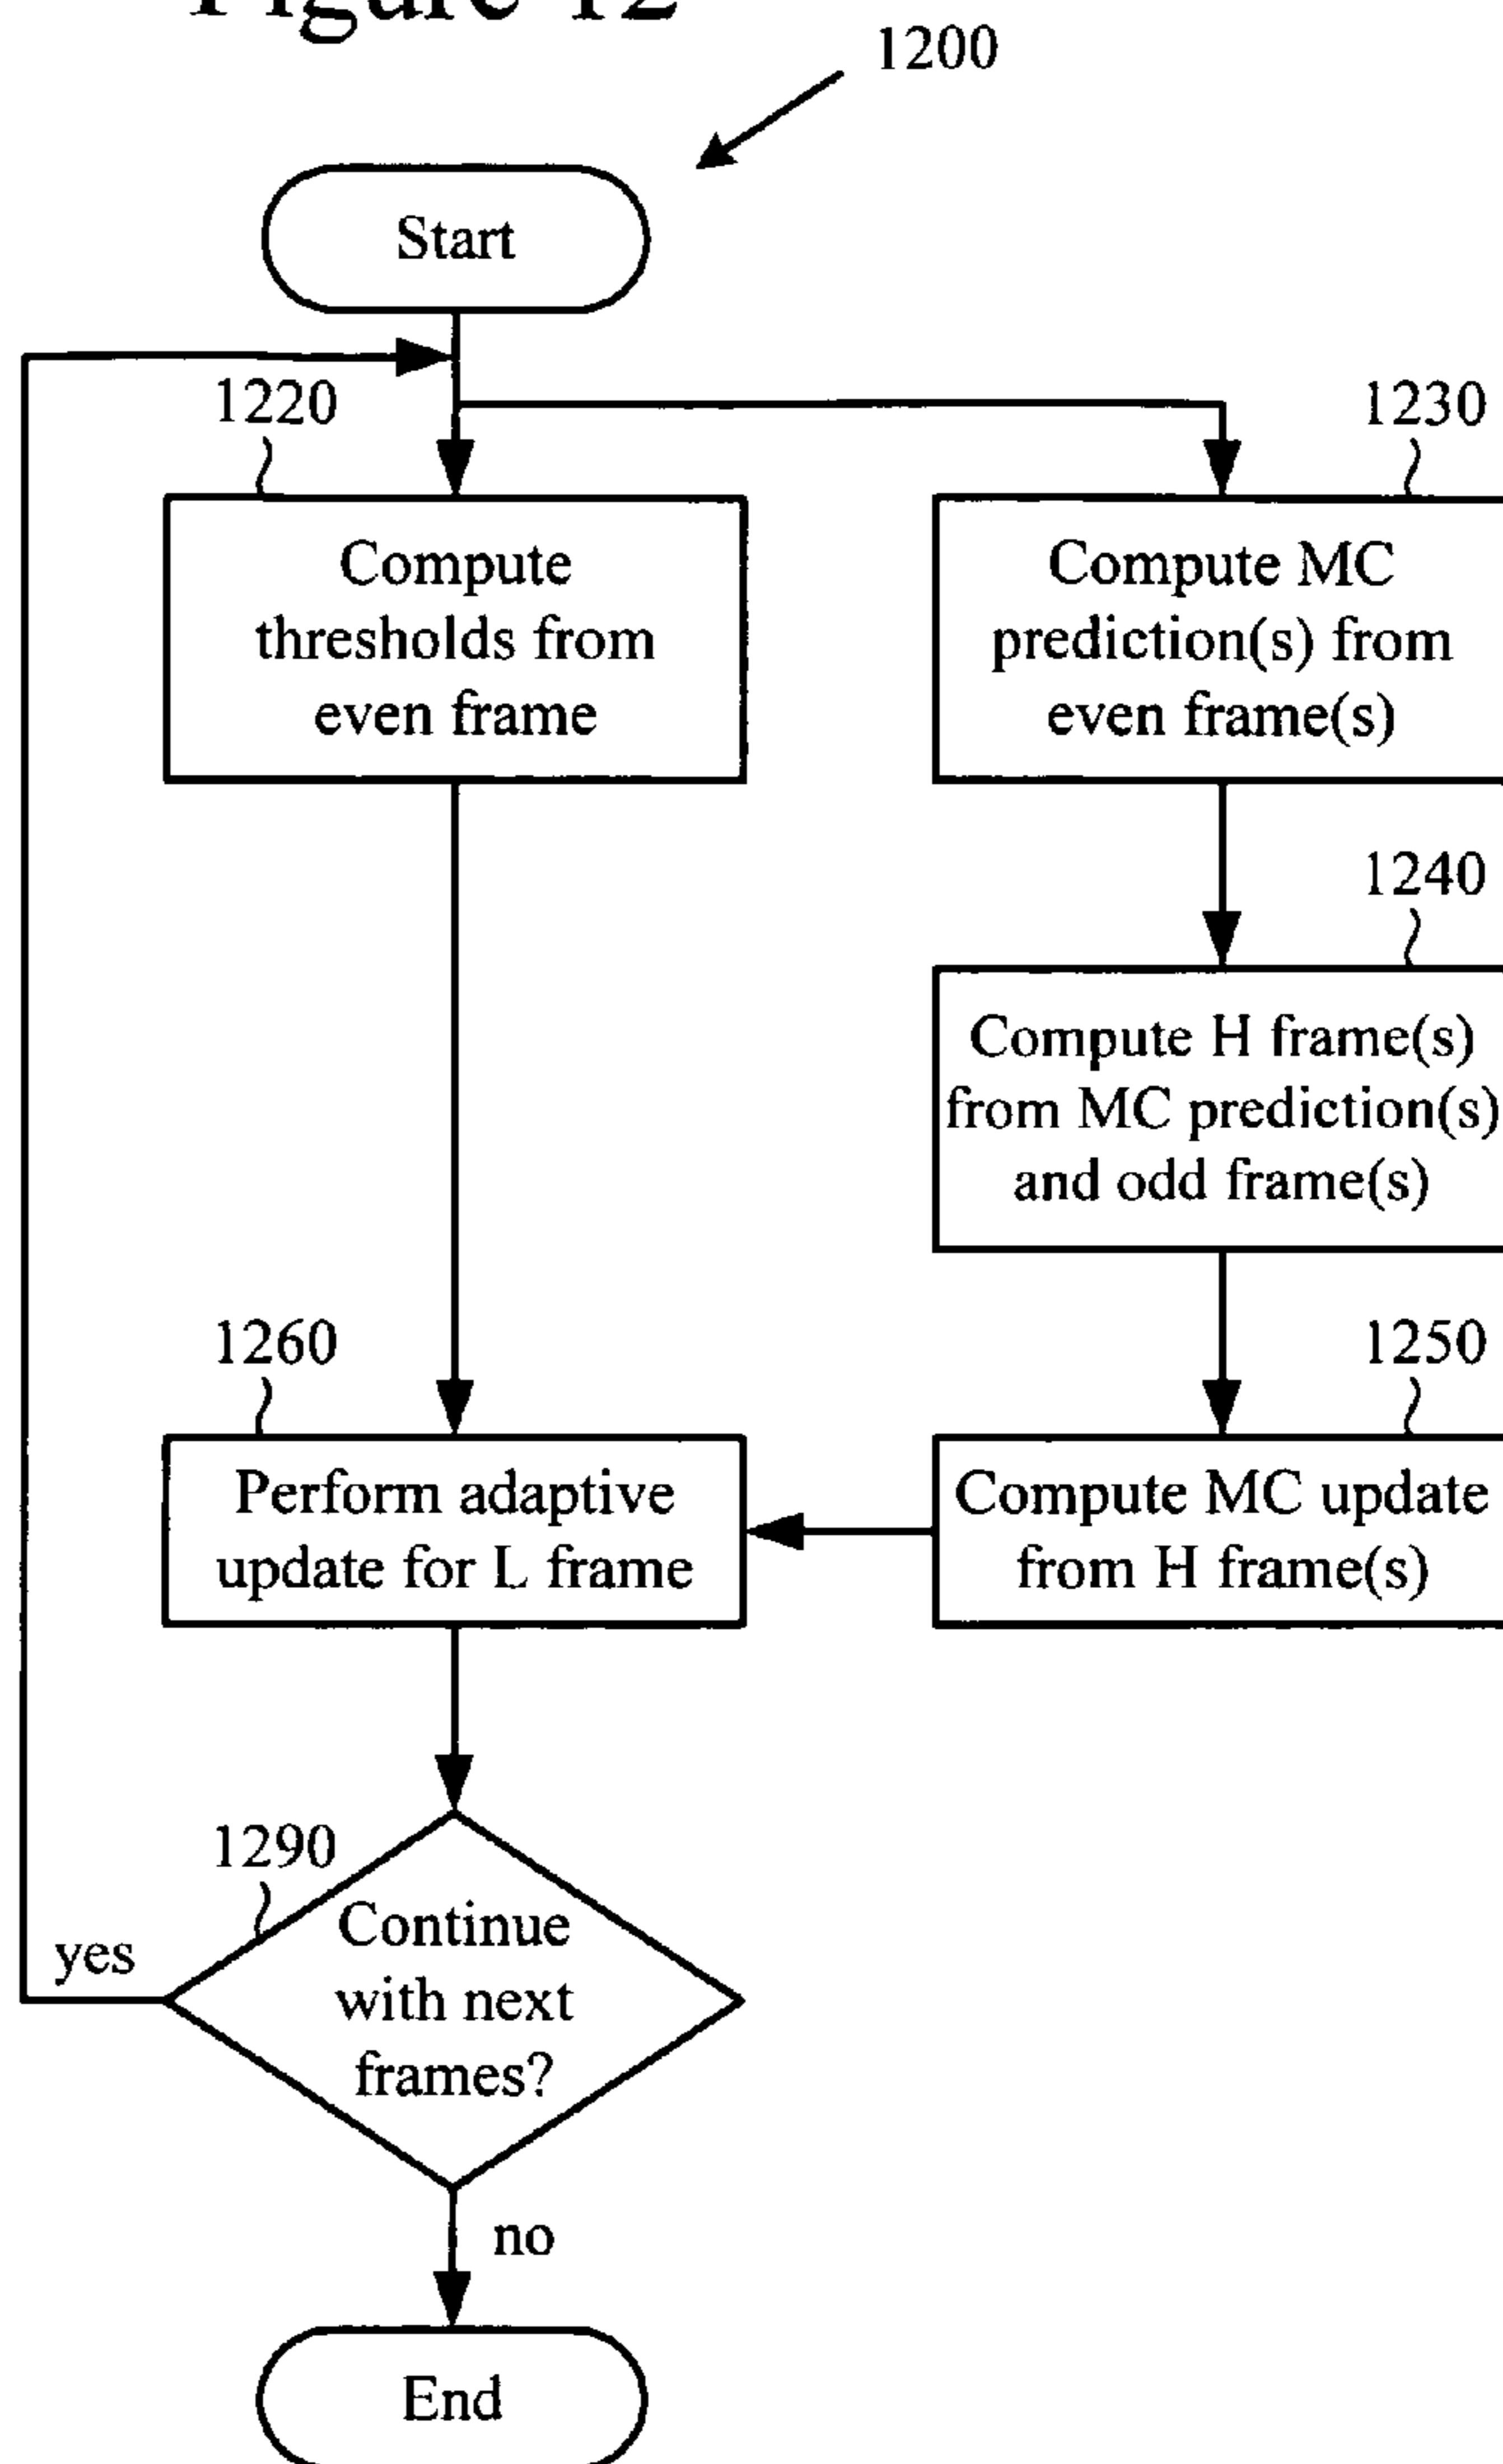 Figure 12
1200
Start
1220
1230
Compute
thresholds from
even frame
Compute MC
prediction(s) from
even frame(s)
1240
Compute H frame(s)
from MC prediction(s)
and odd frame(s)
1260
1250
Perform adaptive
update for L frame
Compute MC update
from H frame(s)
1290
Continue
with next
frames?
yes
no
End